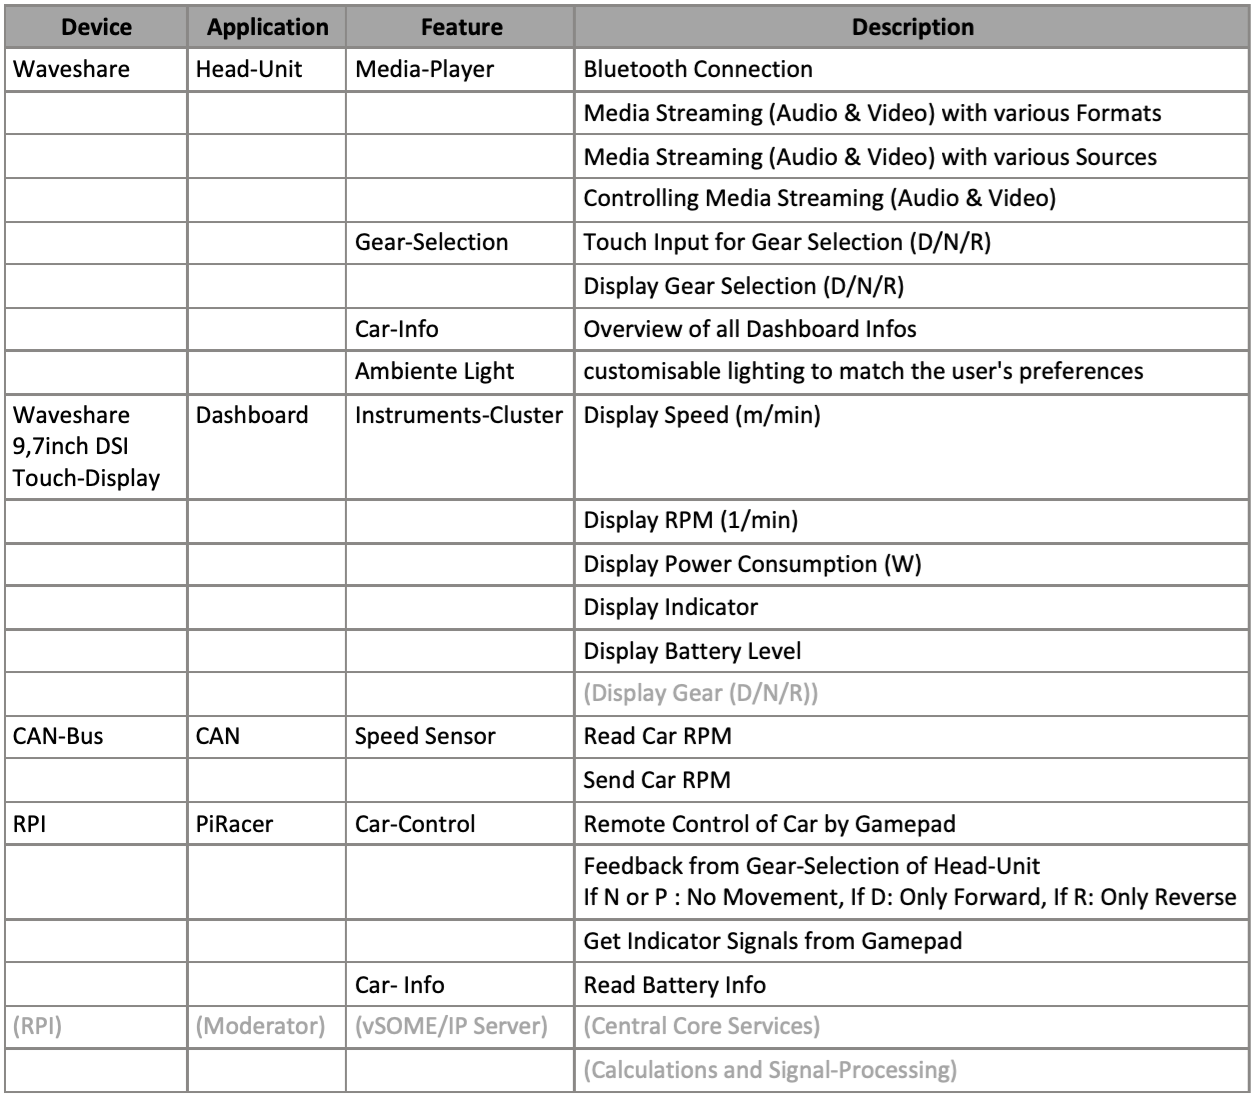 Device Application Feature Description
Waveshare Head-Unit Media-Player Bluetooth Connection
Media Streaming (Audio & Video) with various Formats
Media Streaming (Audio & Video) with various Sources
Controlling Media Streaming (Audio & Video)
Gear-Selection Touch Input for Gear Selection (D/N/R)
Display Gear Selection (D/N/R)
Car-Info Overview of all Dashboard Infos
Ambiente Light customisable lighting to match the user's preferences
Waveshare Dashboard Instruments-Cluster Display Speed (m/min)
9,7inch DSI
Touch-Display
Display RPM (1/min)
Display Power Consumption (W)
Display Indicator
Display Battery Level
(Display Gear (D/N/R))
CAN-Bus CAN Speed Sensor Read Car RPM
Send Car RPM
RPI PiRacer Car-Control Remote Control of Car by Gamepad
Feedback from Gear-Selection of Head-Unit
If N or P : No Movement, If D: Only Forward, If R: Only Reverse
Get Indicator Signals from Gamepad
Car- Info Read Battery Info
(RPI) (Moderator) (vSOME/IP Server) (Central Core Services)
(Calculations and Signal-Processing)